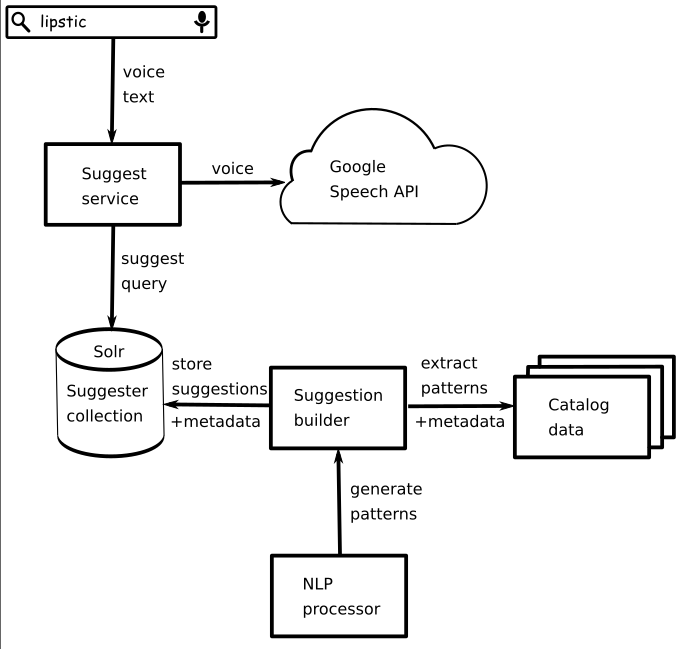 lipstic
voice
text
Suggest
service
voice
Google
Speech API
suggest
query
Solr
Suggester
collection
store
suggestions
+metadata
Suggestion
builder
extract
patterns
+metadata
Catalog
data
generate
patterns
NLP
processor